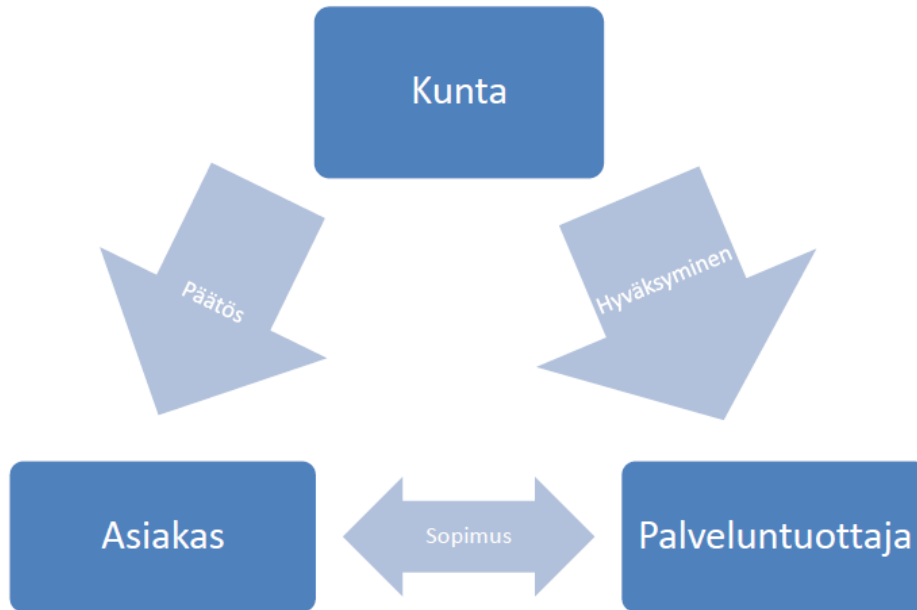 Kunta
Päätös
Hyväksyminen
Asiakas
Sopimus
Palveluntuottaja